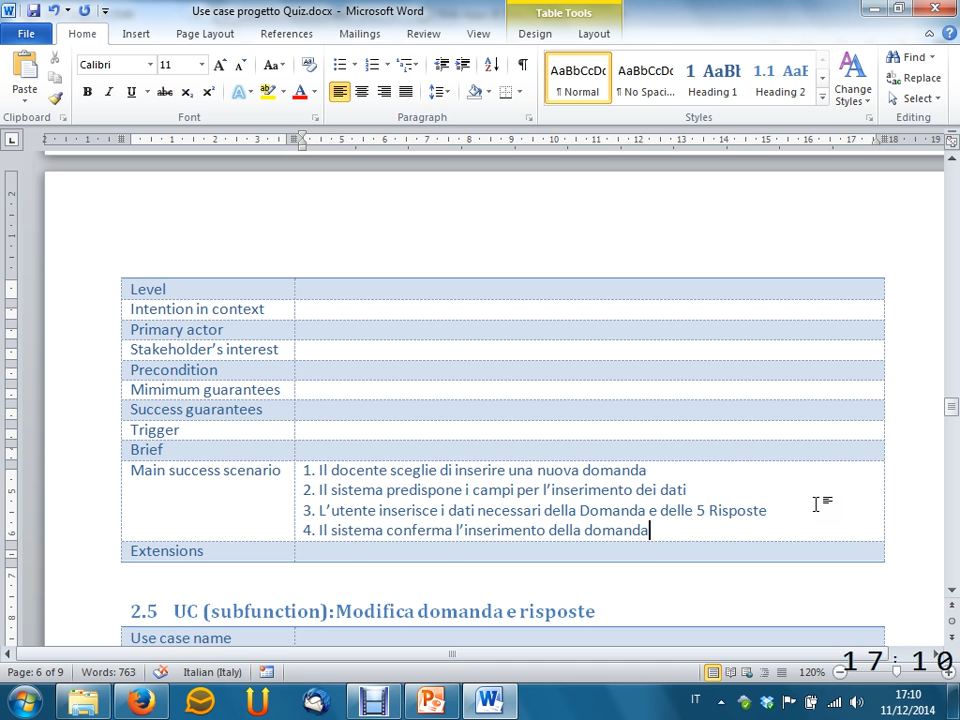 Use case progetto Quiz.docx - Microsoft Word
Table Tools
File Home Insert Page Layout References Mailings Review View Design Layout
Calibri 11
Paste
Clipboard
Font
Paragraph
AaBbCcDc AaBbCcDc 1 AaBb 1.1 AaE
¶ Normal ¶ No Spaci... Heading 1 Heading 2
Change Styles
Styles
Find
Replace
Select
Editing
Level
Intention in context
Primary actor
Stakeholder's interest
Precondition
Mimimum guarantees
Success guarantees
Trigger
Brief
Main success scenario
1. Il docente sceglie di inserire una nuova domanda
2. Il sistema predispone i campi per l'inserimento dei dati
3. L'utente inserisce i dati necessari della Domanda e delle 5 Risposte
4. Il sistema conferma l'inserimento della domanda
Extensions
2.5 UC (subfunction): Modifica domanda e risposte
Use case name
Page: 6 of 9 Words: 763 Italian (Italy) 120%
17:10
IT
17:10
11/12/2014